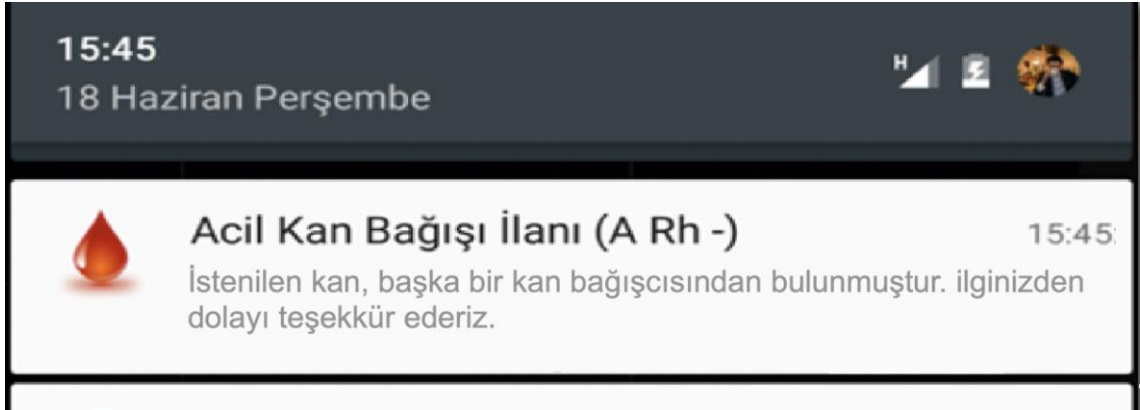 15:45
18 Haziran Perşembe
H
Acil Kan Bağışı İlanı (A Rh -)
15:45
İstenilen kan, başka bir kan bağışcısından bulunmuştur. ilginizden
dolayı teşekkür ederiz.